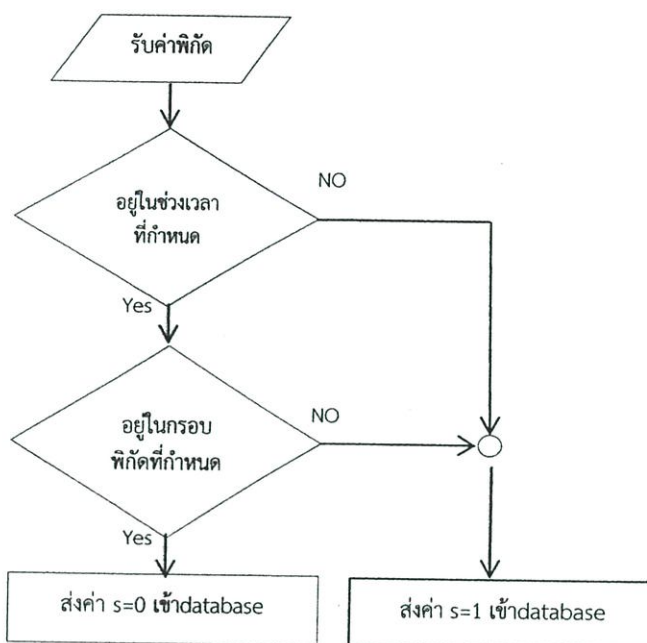 รับค่าพิกัด
NO
อยู่ในช่วงเวลา
ที่กำหนด
Yes
อยู่ในกรอบ
พิกัดที่กำหนด
NO
Yes
ส่งค่า s=0 เข้าdatabase
ส่งค่า s=1 เข้าdatabase